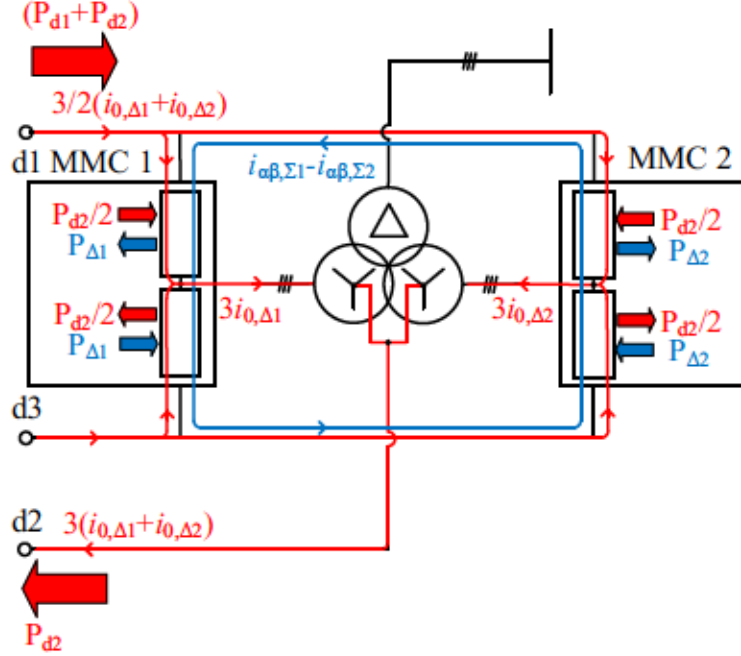 (Pd1+Pd2)
3/2(i0,Δ1+i0,Δ2)
d1 MMC 1
iαβ,Σ1-iαβ,Σ2
MMC 2
Pd2/2
PΔ1
Pd2/2
PΔ2
Δ
Pd2/2
PΔ1
3i0,Δ1
3i0,Δ2
Pd2/2
PΔ2
d3
d2
3(i0,Δ1+i0,Δ2)
Pd2